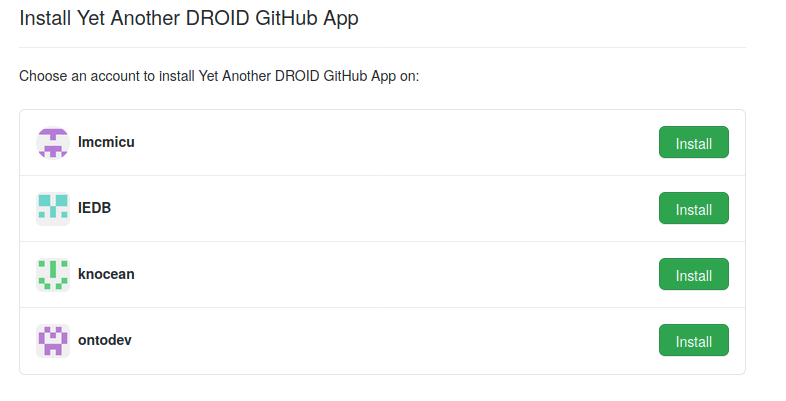 Install Yet Another DROID GitHub App
Choose an account to install Yet Another DROID GitHub App on:
lmcmicu
Install
IEDB
Install
knocean
Install
ontodev
Install